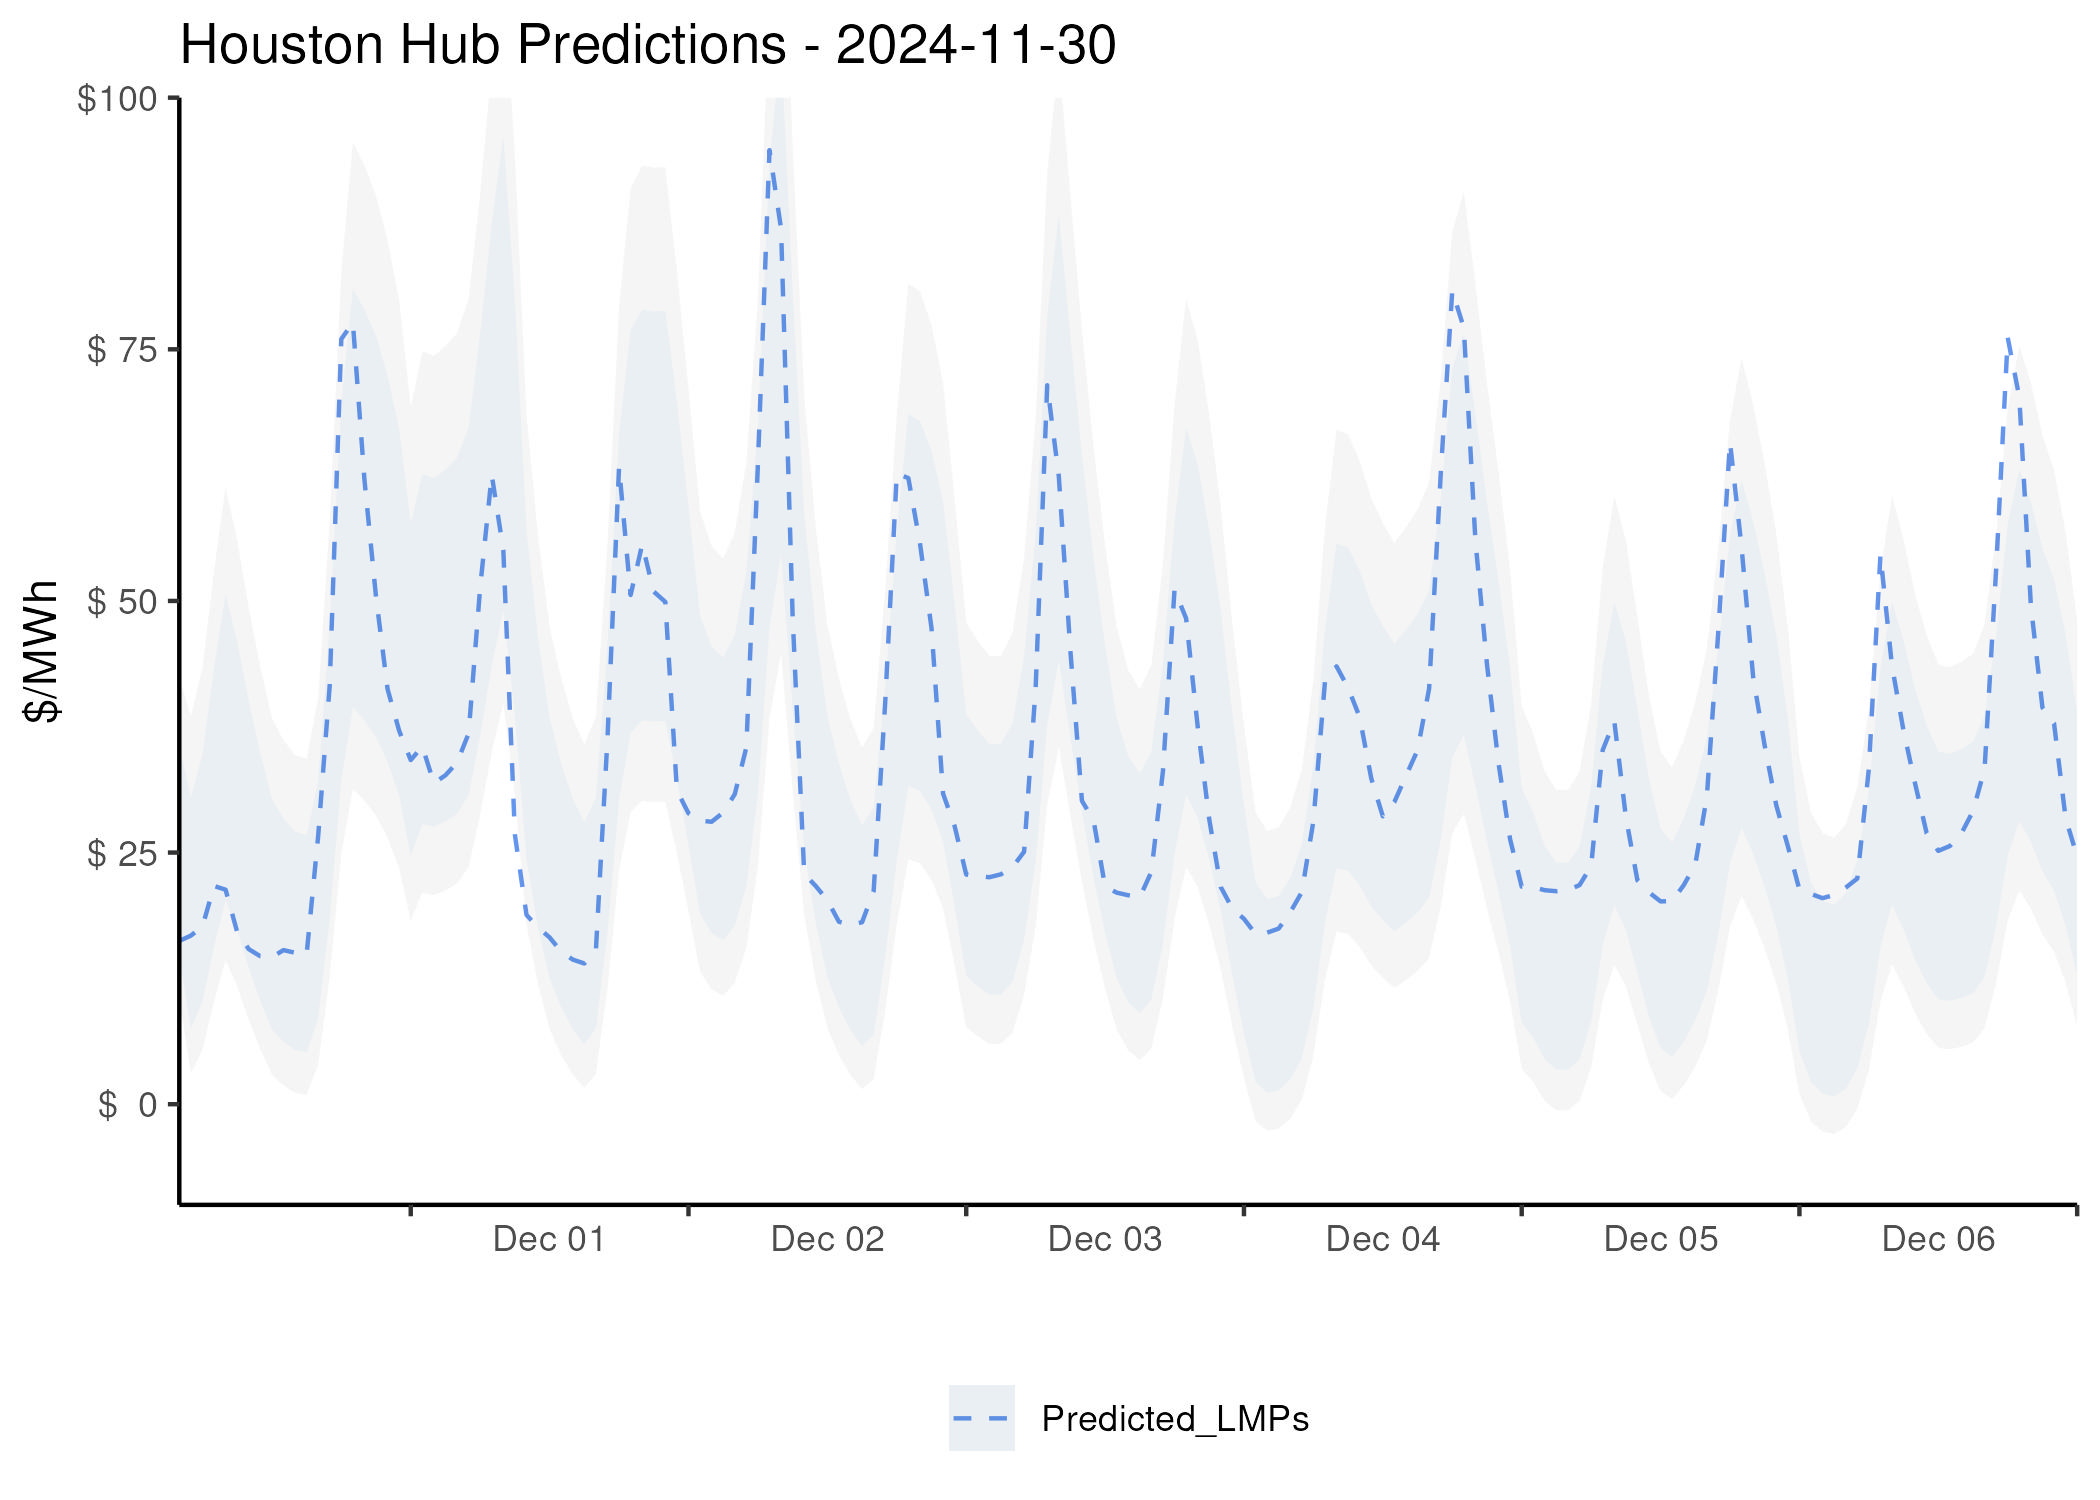 Houston Hub Predictions - 2024-11-30
$100
$ 75
$ 50
$ 25
$  0
$/MWh
Dec 01
Dec 02
Dec 03
Dec 04
Dec 05
Dec 06
Predicted_LMPs